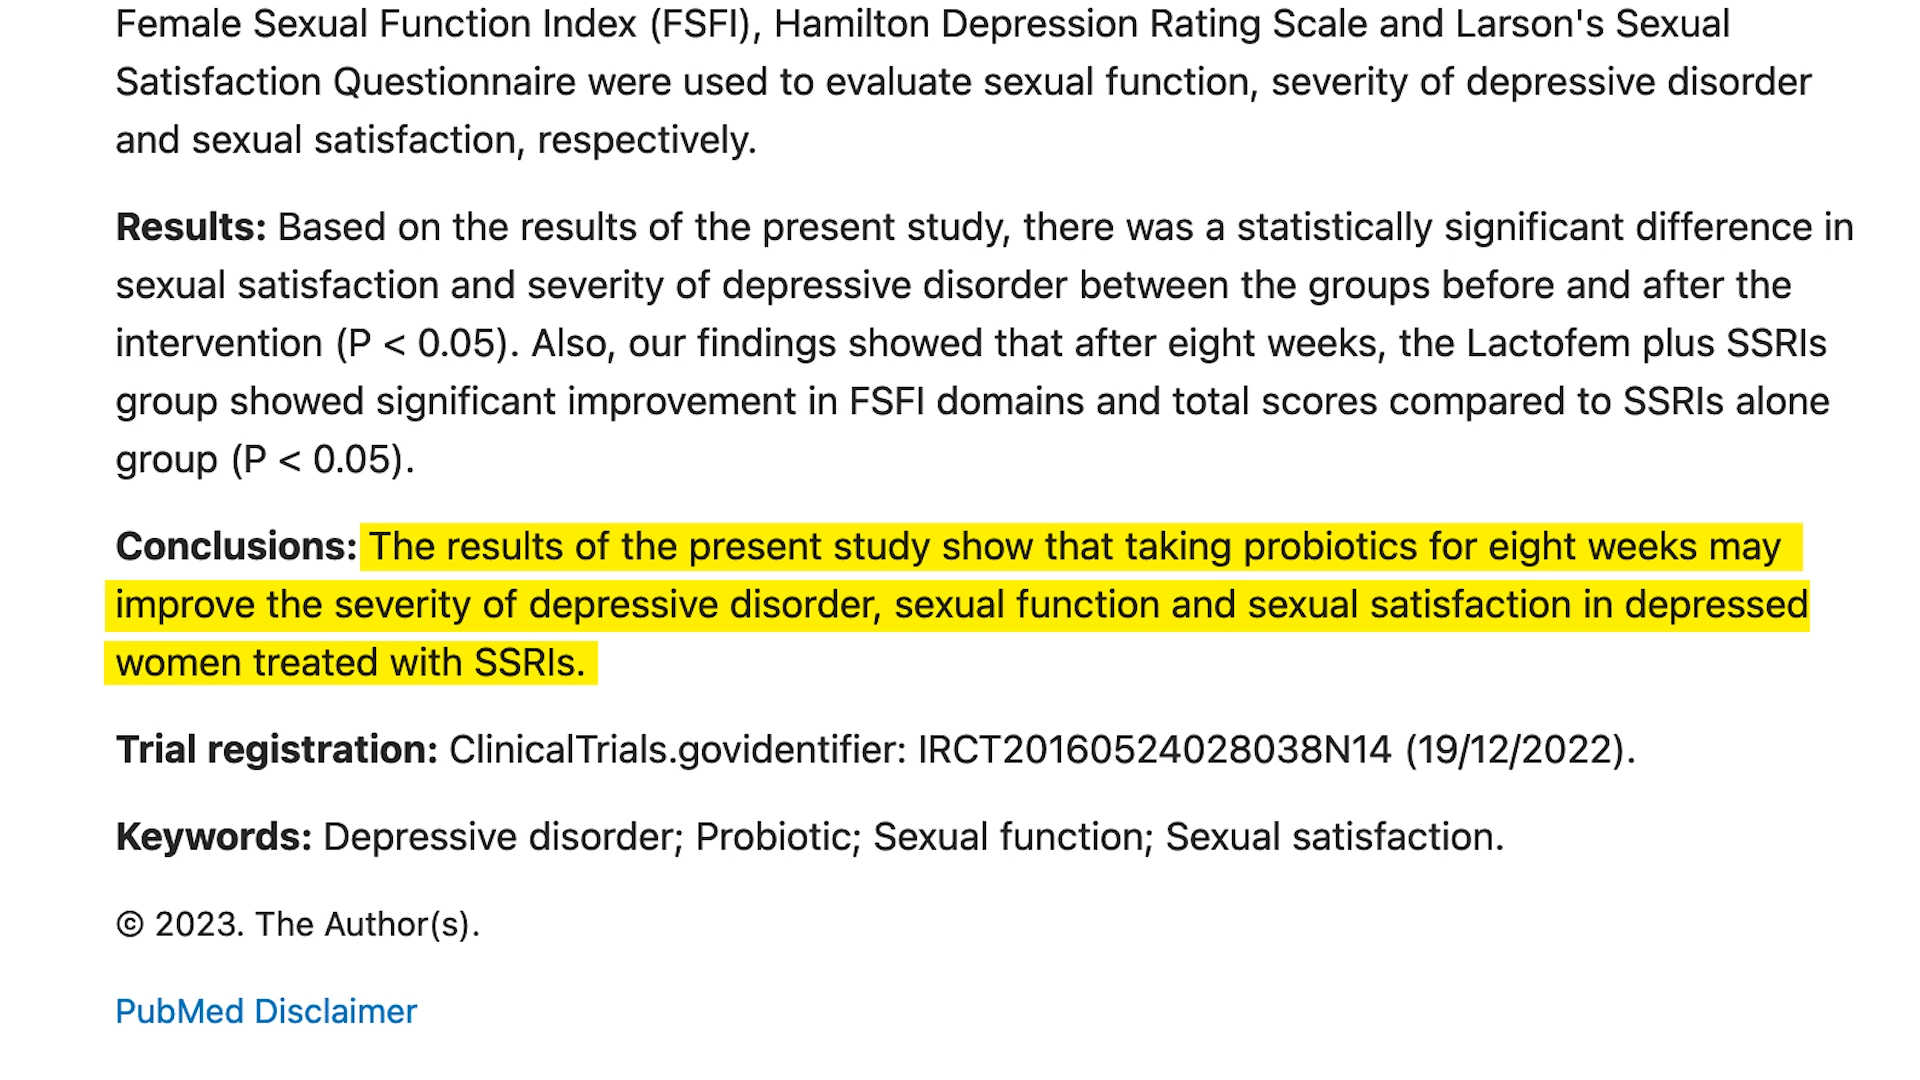 Female Sexual Function Index (FSFI), Hamilton Depression Rating Scale and Larson's Sexual
Satisfaction Questionnaire were used to evaluate sexual function, severity of depressive disorder
and sexual satisfaction, respectively.
Results: Based on the results of the present study, there was a statistically significant difference in
sexual satisfaction and severity of depressive disorder between the groups before and after the
intervention (P < 0.05). Also, our findings showed that after eight weeks, the Lactofem plus SSRIs
group showed significant improvement in FSFI domains and total scores compared to SSRIs alone
group (P < 0.05).
Conclusions: The results of the present study show that taking probiotics for eight weeks may
improve the severity of depressive disorder, sexual function and sexual satisfaction in depressed
women treated with SSRIs.
Trial registration: ClinicalTrials.govidentifier: IRCT20160524028038N14 (19/12/2022).
Keywords: Depressive disorder; Probiotic; Sexual function; Sexual satisfaction.
© 2023. The Author(s).
PubMed Disclaimer